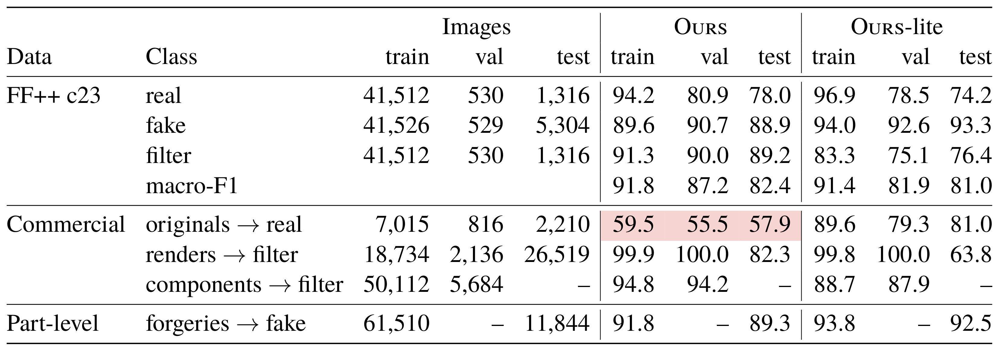 Images Ours Ours-lite
Data Class train val test train val test train val test
FF++ c23 real 41,512 530 1,316 94.2 80.9 78.0 96.9 78.5 74.2
fake 41,526 529 5,304 89.6 90.7 88.9 94.0 92.6 93.3
filter 41,512 530 1,316 91.3 90.0 89.2 83.3 75.1 76.4
macro-F1 91.8 87.2 82.4 91.4 81.9 81.0
Commercial originals → real 7,015 816 2,210 59.5 55.5 57.9 89.6 79.3 81.0
renders → filter 18,734 2,136 26,519 99.9 100.0 82.3 99.8 100.0 63.8
components → filter 50,112 5,684 – 94.8 94.2 – 88.7 87.9 –
Part-level forgeries → fake 61,510 – 11,844 91.8 – 89.3 93.8 – 92.5